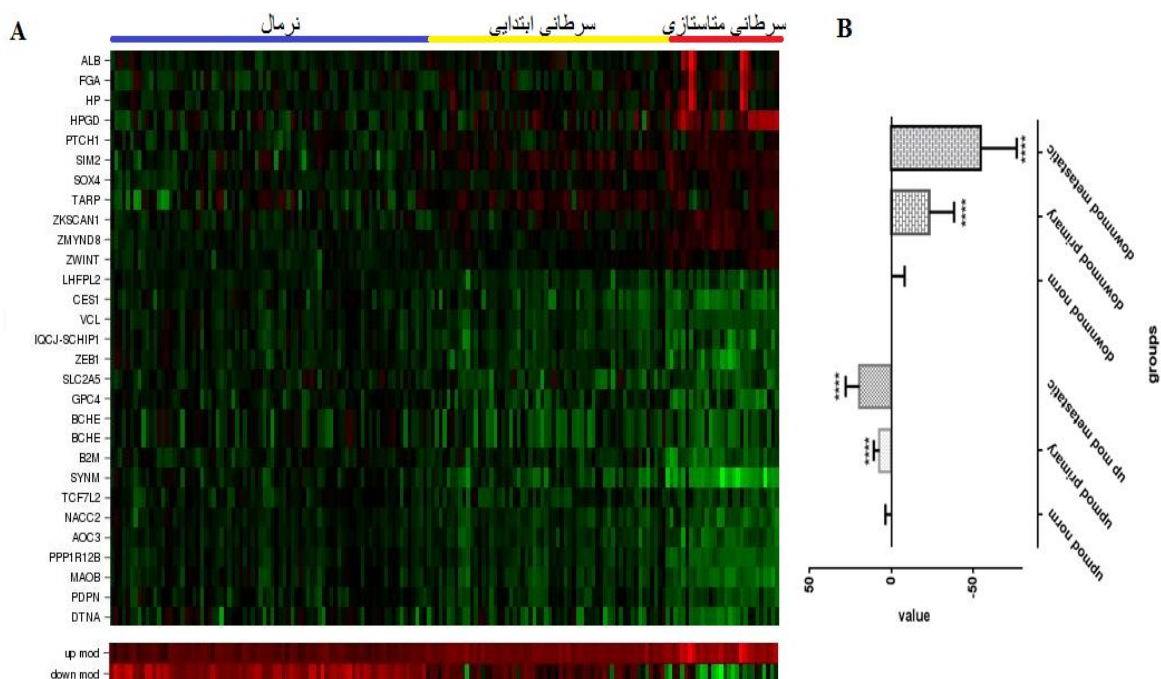 A
نرمال
سرطانی ابتدایی
سرطانی متاستازی
ALB
FGA
HP
HPGD
PTCH1
SIM2
SOX4
TARP
ZKSCAN1
ZMYND8
ZWINT
LHFPL2
CES1
VCL
IQCJ-SCHIP1
ZEB1
SLC2A5
GPC4
BCHE
BCHE
B2M
SYNM
TCF7L2
NACC2
AOC3
PPP1R12B
MAOB
PDPN
DTNA
up mod
down mod
B
****
****
****
****
downmod metastatic
downmod primary
downmod norm
up mod metastatic
upmod primary
upmod norm
groups
50
0
-50
value